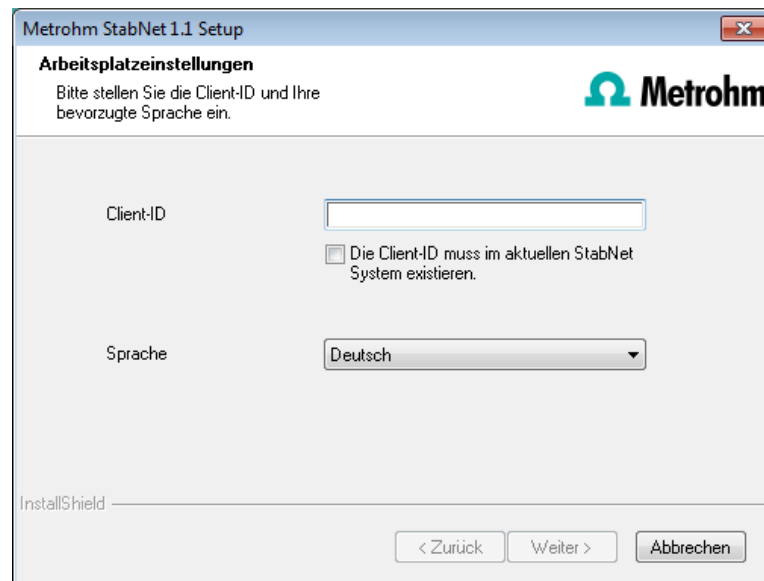 Metrohm StabNet 1.1 Setup
Arbeitsplatzeinstellungen
Bitte stellen Sie die Client-ID und Ihre
bevorzugte Sprache ein.
Metrohm
Client-ID
Die Client-ID muss im aktuellen StabNet
System existieren.
Sprache
Deutsch
InstallShield
< Zurück
Weiter >
Abbrechen